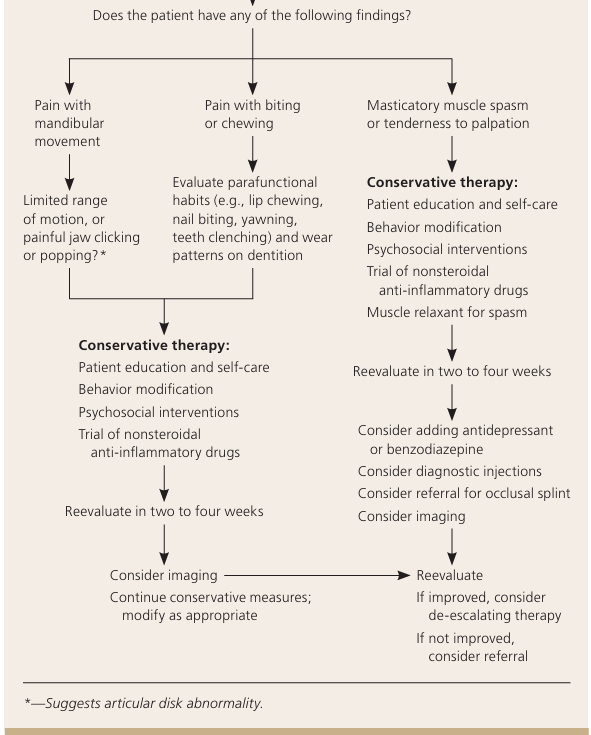 Does the patient have any of the following findings?
Pain with
mandibular
movement
Limited range
of motion, or
painful jaw clicking
or popping?*
Pain with biting
or chewing
Evaluate parafunctional
habits (e.g., lip chewing,
nail biting, yawning,
teeth clenching) and wear
patterns on dentition
Conservative therapy:
Patient education and self-care
Behavior modification
Psychosocial interventions
Trial of nonsteroidal
anti-inflammatory drugs
Reevaluate in two to four weeks
Consider imaging
Continue conservative measures;
modify as appropriate
Masticatory muscle spasm
or tenderness to palpation
Conservative therapy:
Patient education and self-care
Behavior modification
Psychosocial interventions
Trial of nonsteroidal
anti-inflammatory drugs
Muscle relaxant for spasm
Reevaluate in two to four weeks
Consider adding antidepressant
or benzodiazepine
Consider diagnostic injections
Consider referral for occlusal splint
Consider imaging
Reevaluate
If improved, consider
de-escalating therapy
If not improved,
consider referral
*—Suggests articular disk abnormality.